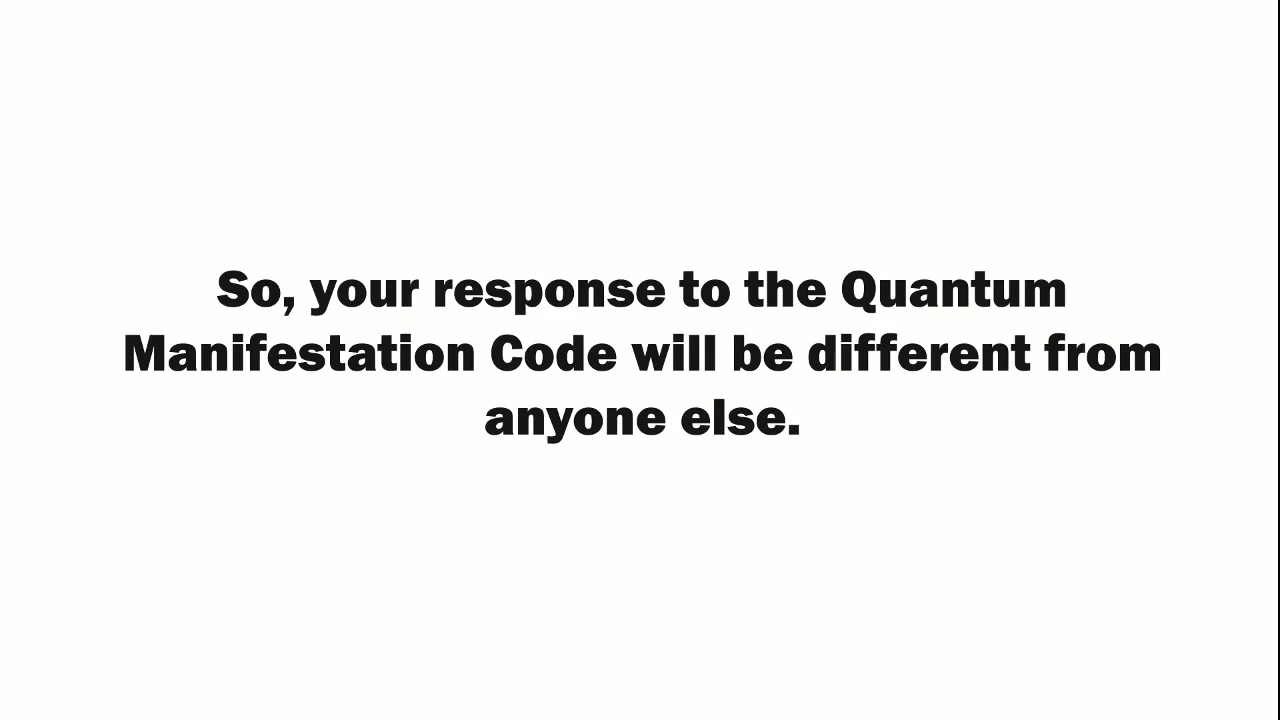 So, your response to the Quantum
Manifestation Code will be different from
anyone else.